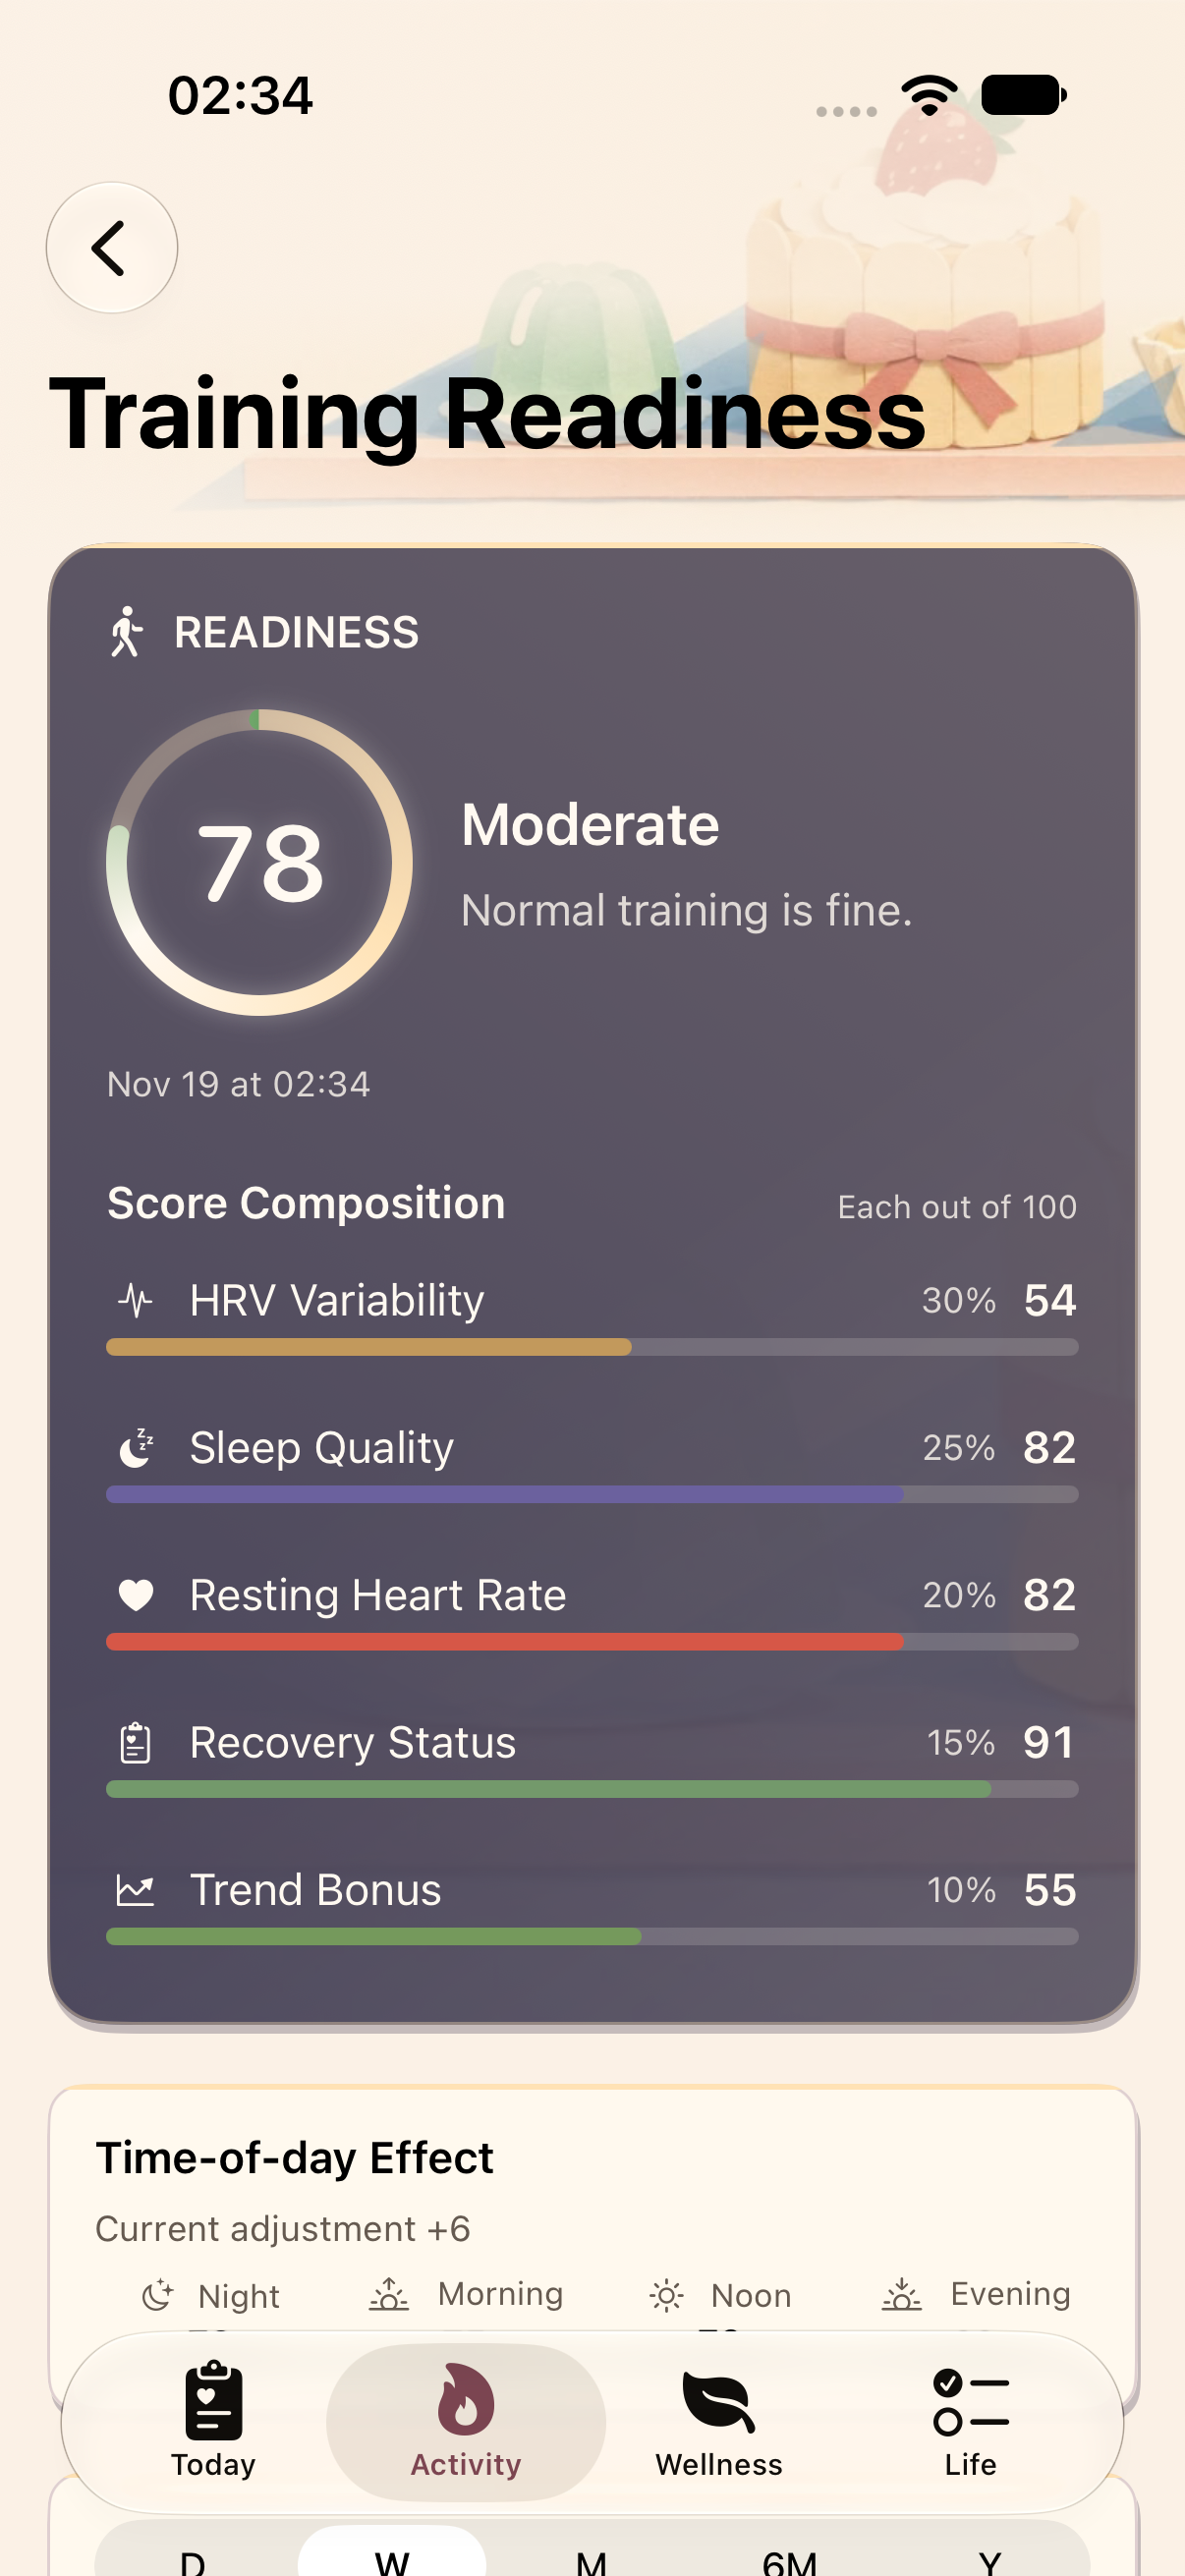 02:34
Training Readiness
READINESS
78
Moderate
Normal training is fine.
Nov 19 at 02:34
Score Composition
Each out of 100
HRV Variability 30% 54
Sleep Quality 25% 82
Resting Heart Rate 20% 82
Recovery Status 15% 91
Trend Bonus 10% 55
Time-of-day Effect
Current adjustment +6
Night Morning Noon Evening
Today Activity Wellness Life
D W M 6M Y